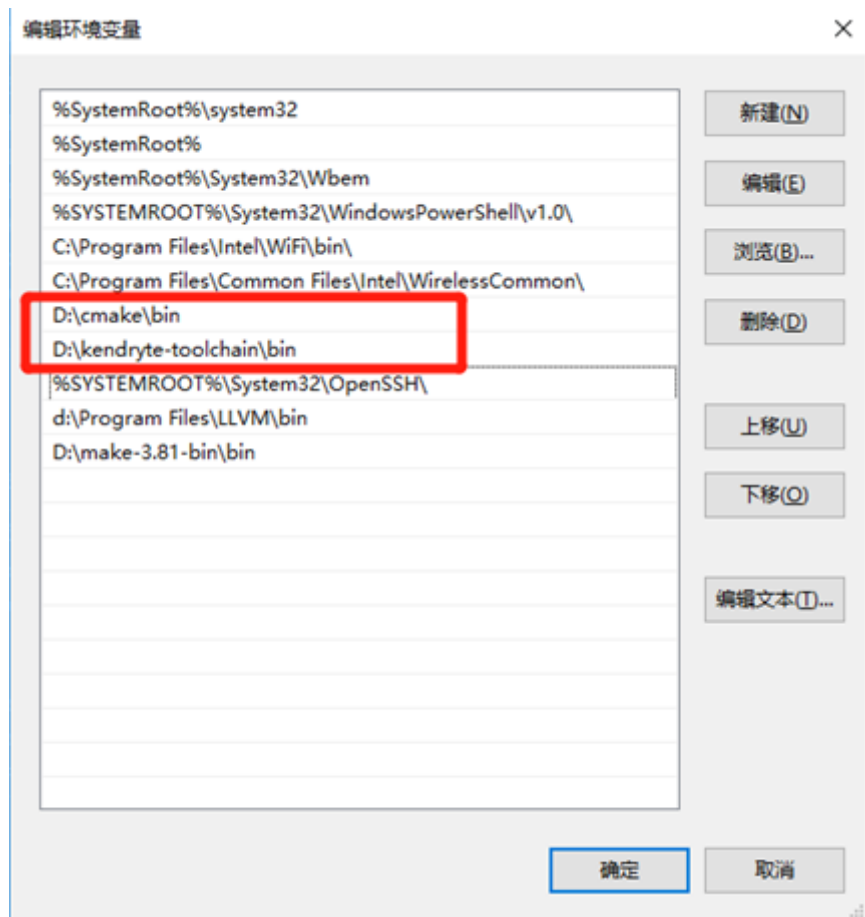 编辑环境变量
%SystemRoot%\system32
%SystemRoot%
%SystemRoot%\System32\Wbem
%SYSTEMROOT%\System32\WindowsPowerShell\v1.0\
C:\Program Files\Intel\WiFi\bin\
C:\Program Files\Common Files\Intel\WirelessCommon\
D:\cmake\bin
D:\kendryte-toolchain\bin
%SYSTEMROOT%\System32\OpenSSH\
d:\Program Files\LLVM\bin
D:\make-3.81-bin\bin
新建(N)
编辑(E)
浏览(B)...
删除(D)
上移(U)
下移(O)
编辑文本(T)...
确定
取消